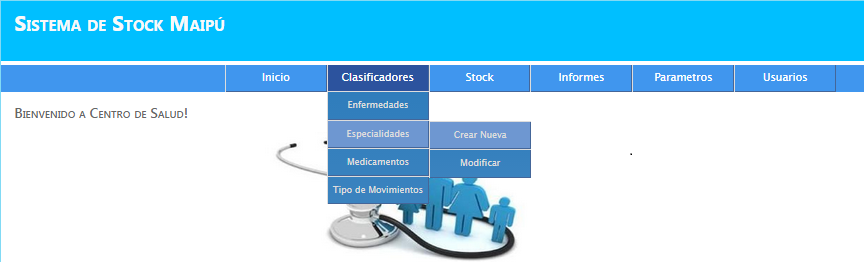 Sistema de Stock Maipú
Inicio Clasificadores Stock Informes Parametros Usuarios
Enfermedades
Bienvenido a Centro de Salud!
Especialidades Crear Nueva
Medicamentos Modificar
Tipo de Movimientos